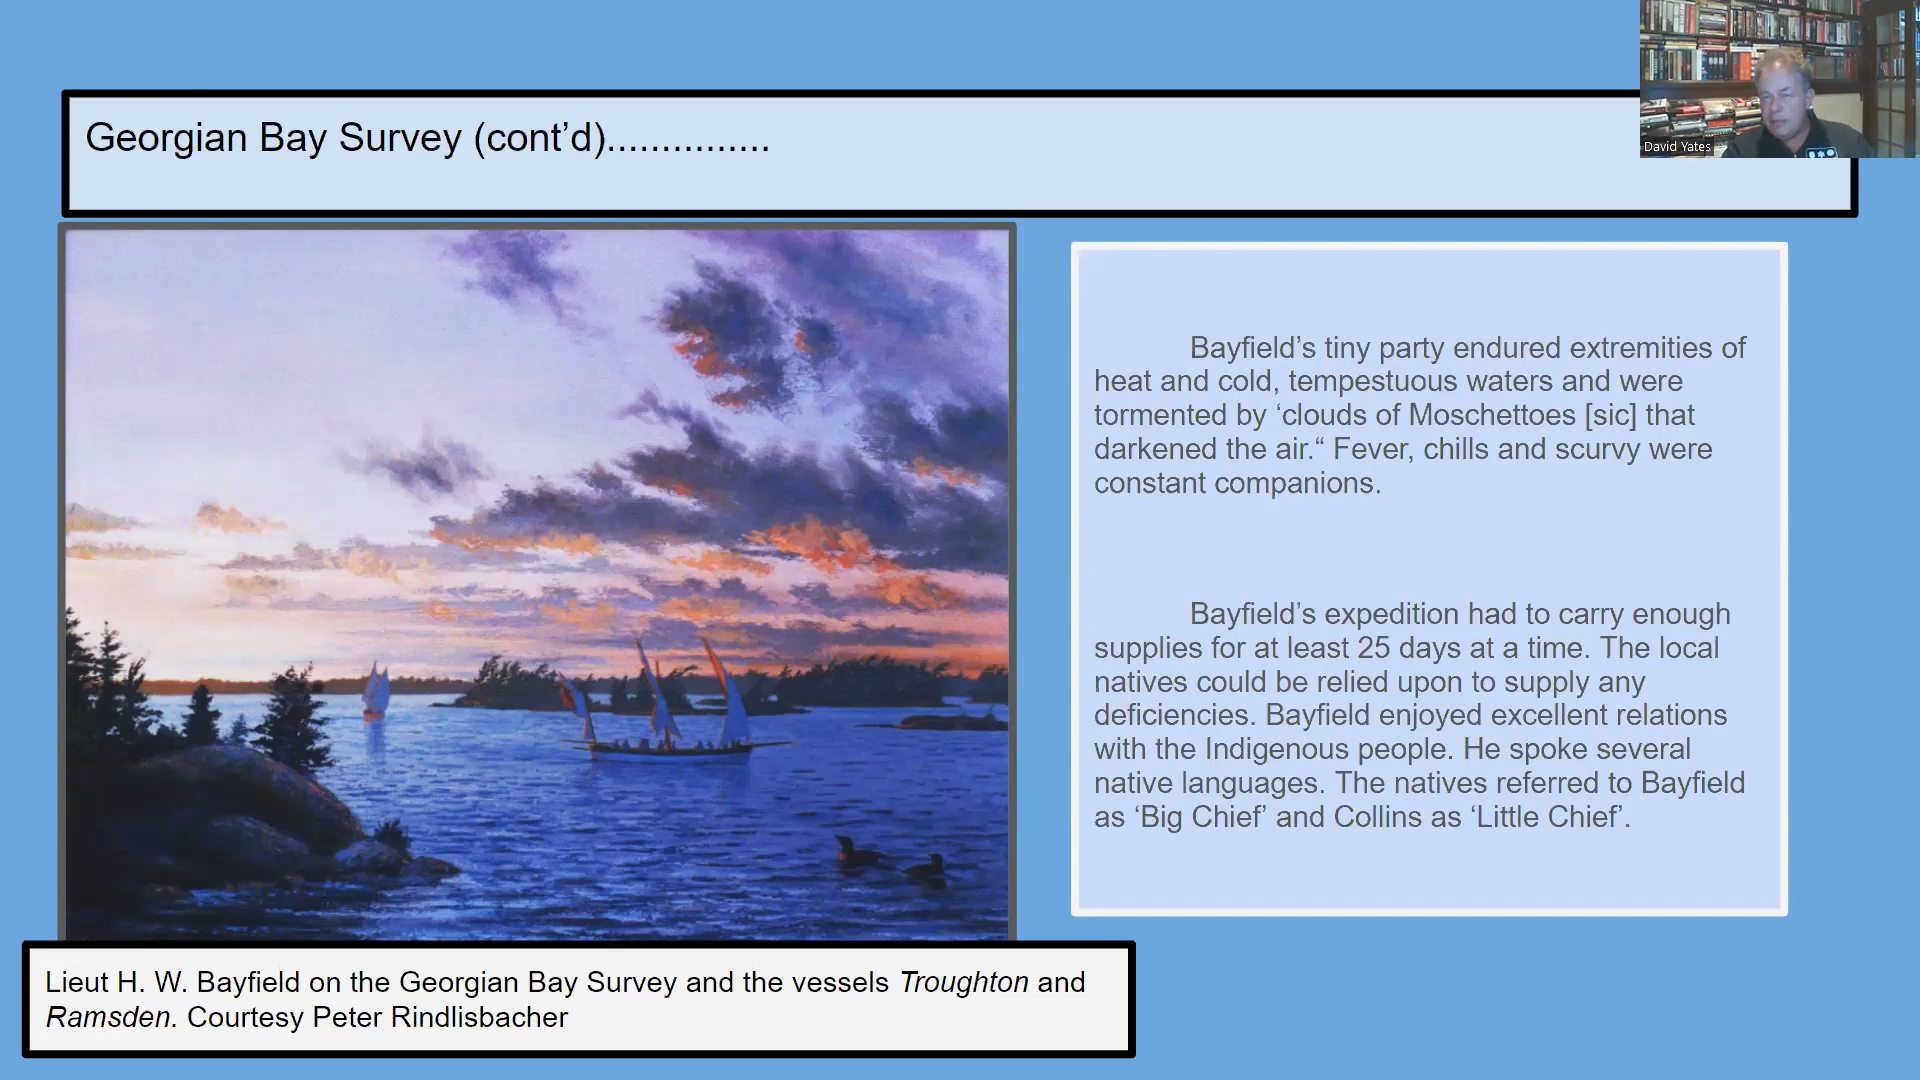 Georgian Bay Survey (cont’d)...............
David Yates
Bayfield’s tiny party endured extremities of
heat and cold, tempestuous waters and were
tormented by ‘clouds of Moschettoes [sic] that
darkened the air.“ Fever, chills and scurvy were
constant companions.
Bayfield’s expedition had to carry enough
supplies for at least 25 days at a time. The local
natives could be relied upon to supply any
deficiencies. Bayfield enjoyed excellent relations
with the Indigenous people. He spoke several
native languages. The natives referred to Bayfield
as ‘Big Chief’ and Collins as ‘Little Chief’.
Lieut H. W. Bayfield on the Georgian Bay Survey and the vessels Troughton and
Ramsden. Courtesy Peter Rindlisbacher